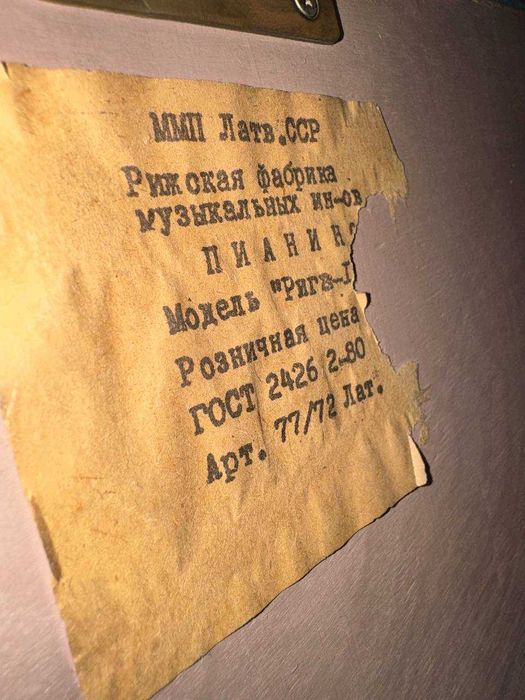 ММП Латв.ССР
Рижская фабрика
музыкальных ин-ов
ПИАНИНО
Модель "Рига-
Розничная цена
ГОСТ 2426 2-80
Арт. 77/72 Лат.